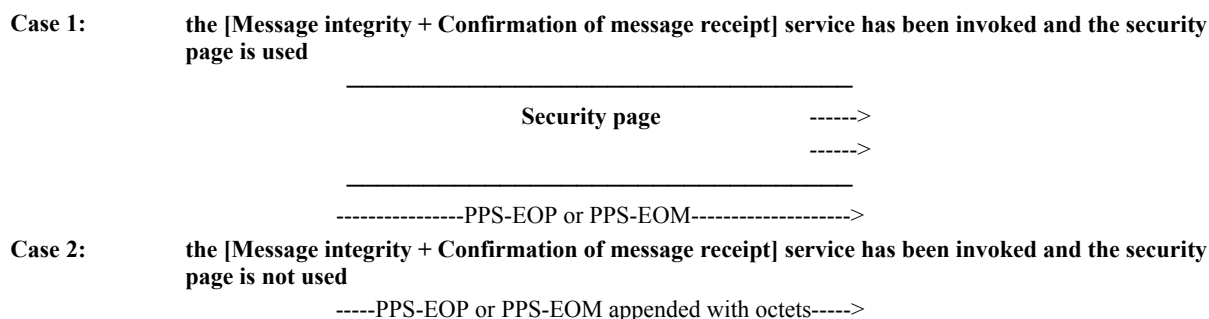 Case 1: the [Message integrity + Confirmation of message receipt] service has been invoked and the security
page is used
Security page ------>
------>
----------------PPS-EOP or PPS-EOM-------------------->
Case 2: the [Message integrity + Confirmation of message receipt] service has been invoked and the security
page is not used
-----PPS-EOP or PPS-EOM appended with octets----->